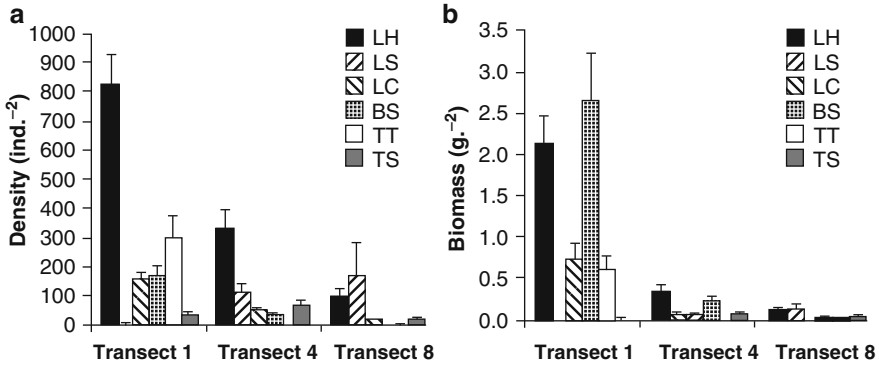 a
1000
900
800
700
600
500
400
300
200
100
0
Density (ind.⁻²)
LH
LS
LC
BS
TT
TS
Transect 1
Transect 4
Transect 8
b
3.5
3.0
2.5
2.0
1.5
1.0
0.5
0.0
Biomass (g.⁻²)
LH
LS
LC
BS
TT
TS
Transect 1
Transect 4
Transect 8